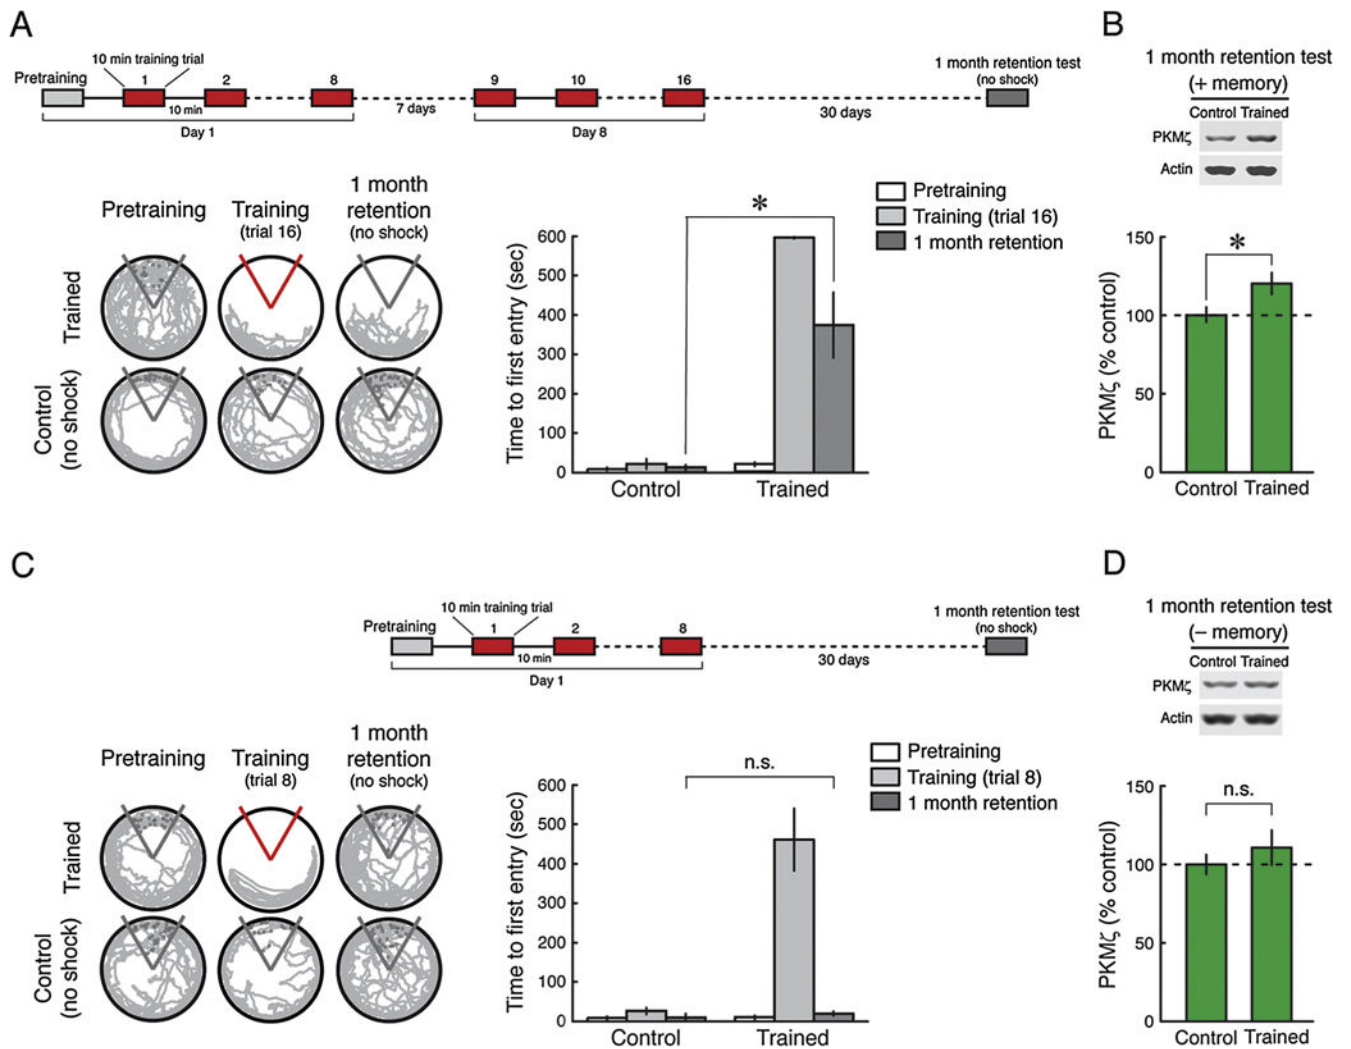 A
B
10 min training trial
1 month retention test
(no shock)
1 month retention test
(+ memory)
Pretraining
1
2
8
9
10
16
10 min
7 days
30 days
Day 1
Day 8
Control Trained
PKMζ
Actin
Pretraining
Training
(trial 16)
1 month
retention
(no shock)
Trained
Control
(no shock)
Pretraining
Training (trial 16)
1 month retention
*
Time to first entry (sec)
600
500
400
300
200
100
0
Control
Trained
*
PKMζ (% control)
150
100
50
0
Control Trained
C
D
10 min training trial
1 month retention test
(no shock)
1 month retention test
(− memory)
Pretraining
1
2
8
10 min
30 days
Day 1
Control Trained
PKMζ
Actin
Pretraining
Training
(trial 8)
1 month
retention
(no shock)
Trained
Control
(no shock)
Pretraining
Training (trial 8)
1 month retention
n.s.
Time to first entry (sec)
600
500
400
300
200
100
0
Control
Trained
n.s.
PKMζ (% control)
150
100
50
0
Control Trained